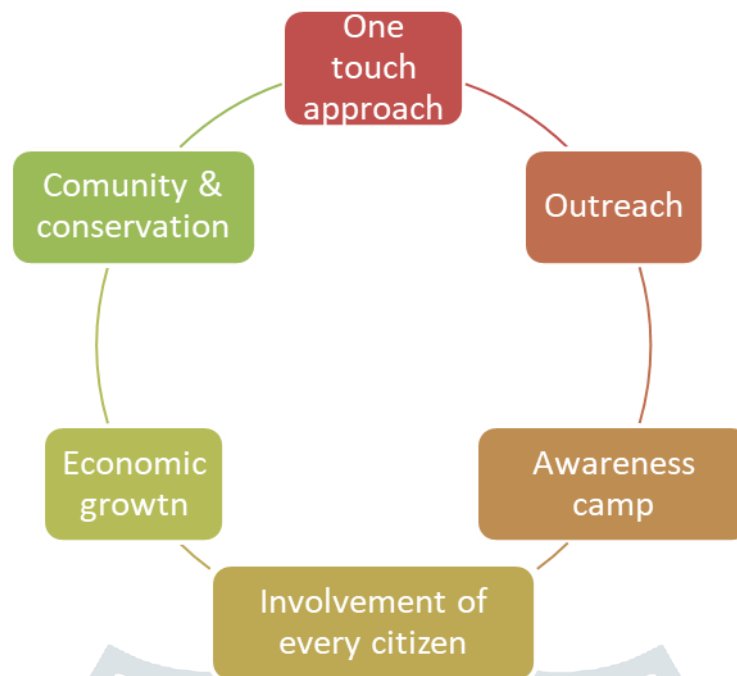 One
touch
approach
Outreach
Awareness
camp
Involvement of
every citizen
Economic
growtn
Comunity &
conservation